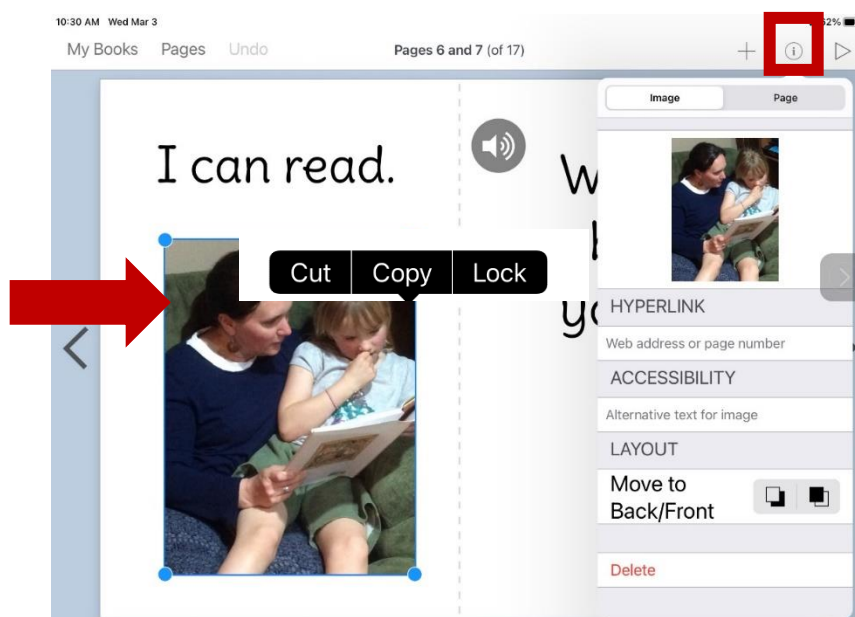 10:30 AM Wed Mar 3
62%
My Books Pages Undo Pages 6 and 7 (of 17)
Image Page
I can read.
Cut Copy Lock
HYPERLINK
Web address or page number
ACCESSIBILITY
Alternative text for image
LAYOUT
Move to
Back/Front
Delete